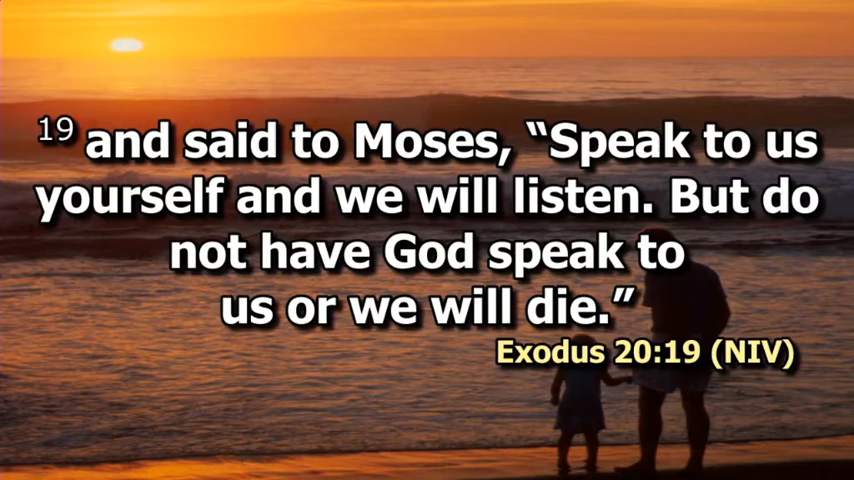 19 and said to Moses, “Speak to us
yourself and we will listen. But do
not have God speak to
us or we will die.”
Exodus 20:19 (NIV)